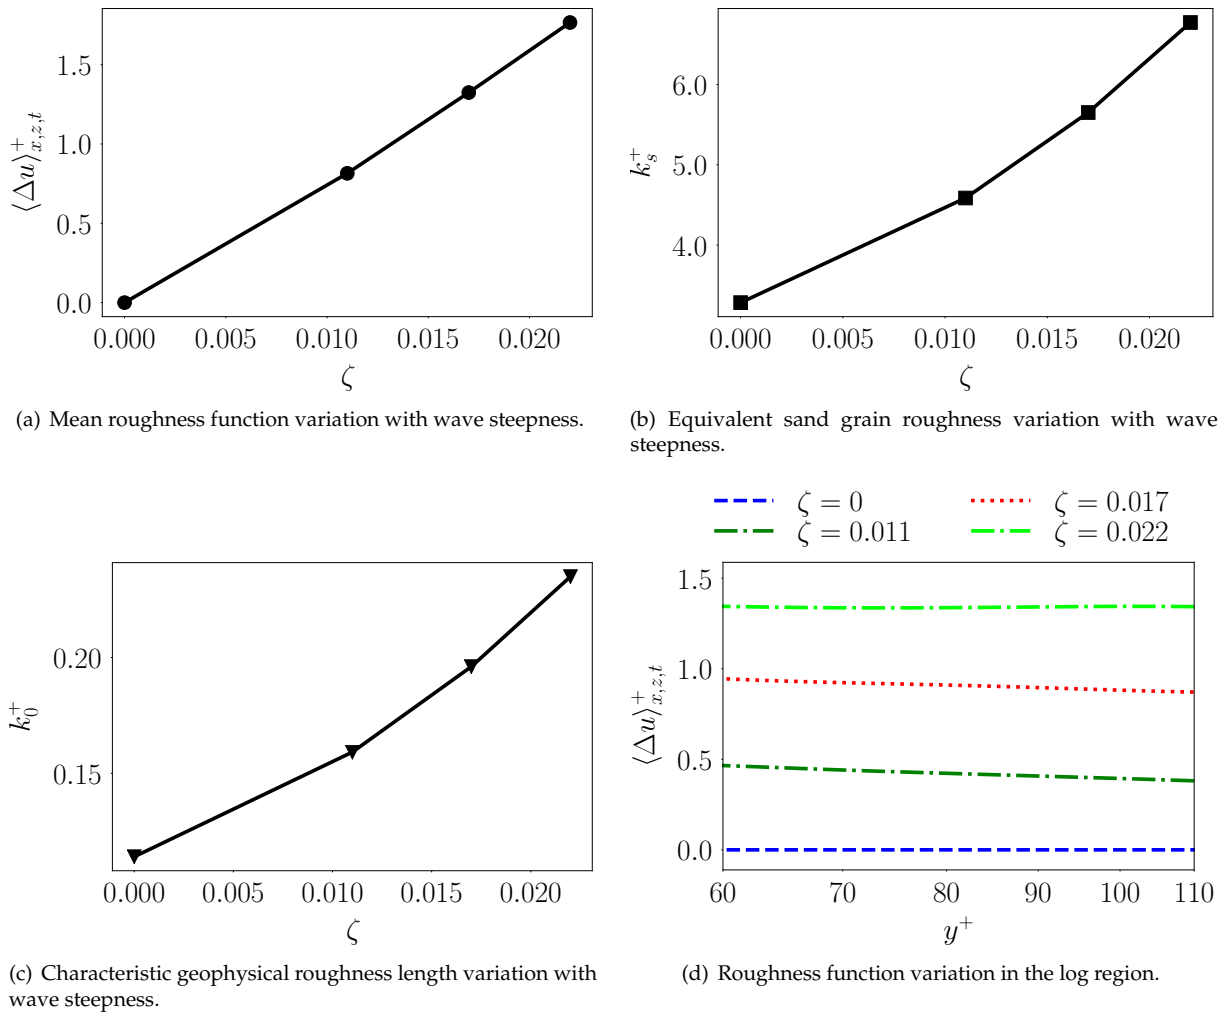 1.5
1.0
0.5
0.0
⟨Δu⟩⁺x,z,t
0.000 0.005 0.010 0.015 0.020
ζ
(a) Mean roughness function variation with wave steepness.
6.0
5.0
4.0
k⁺s
0.000 0.005 0.010 0.015 0.020
ζ
(b) Equivalent sand grain roughness variation with wave
steepness.
0.20
0.15
k⁺0
0.000 0.005 0.010 0.015 0.020
ζ
(c) Characteristic geophysical roughness length variation with
wave steepness.
ζ = 0 ζ = 0.017
ζ = 0.011 ζ = 0.022
1.5
1.0
0.5
0.0
⟨Δu⟩⁺x,z,t
60 70 80 90 100 110
y⁺
(d) Roughness function variation in the log region.